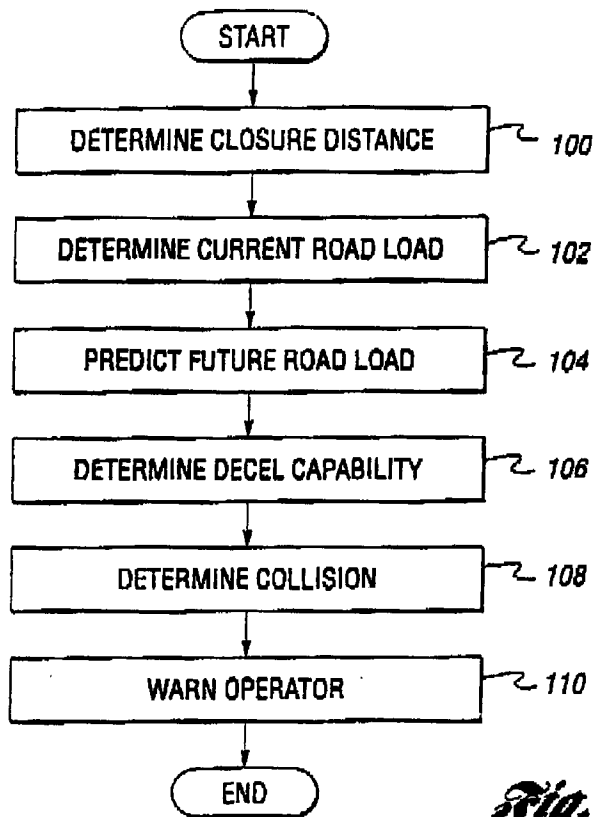 START
DETERMINE CLOSURE DISTANCE
100
DETERMINE CURRENT ROAD LOAD
102
PREDICT FUTURE ROAD LOAD
104
DETERMINE DECEL CAPABILITY
106
DETERMINE COLLISION
108
WARN OPERATOR
110
END